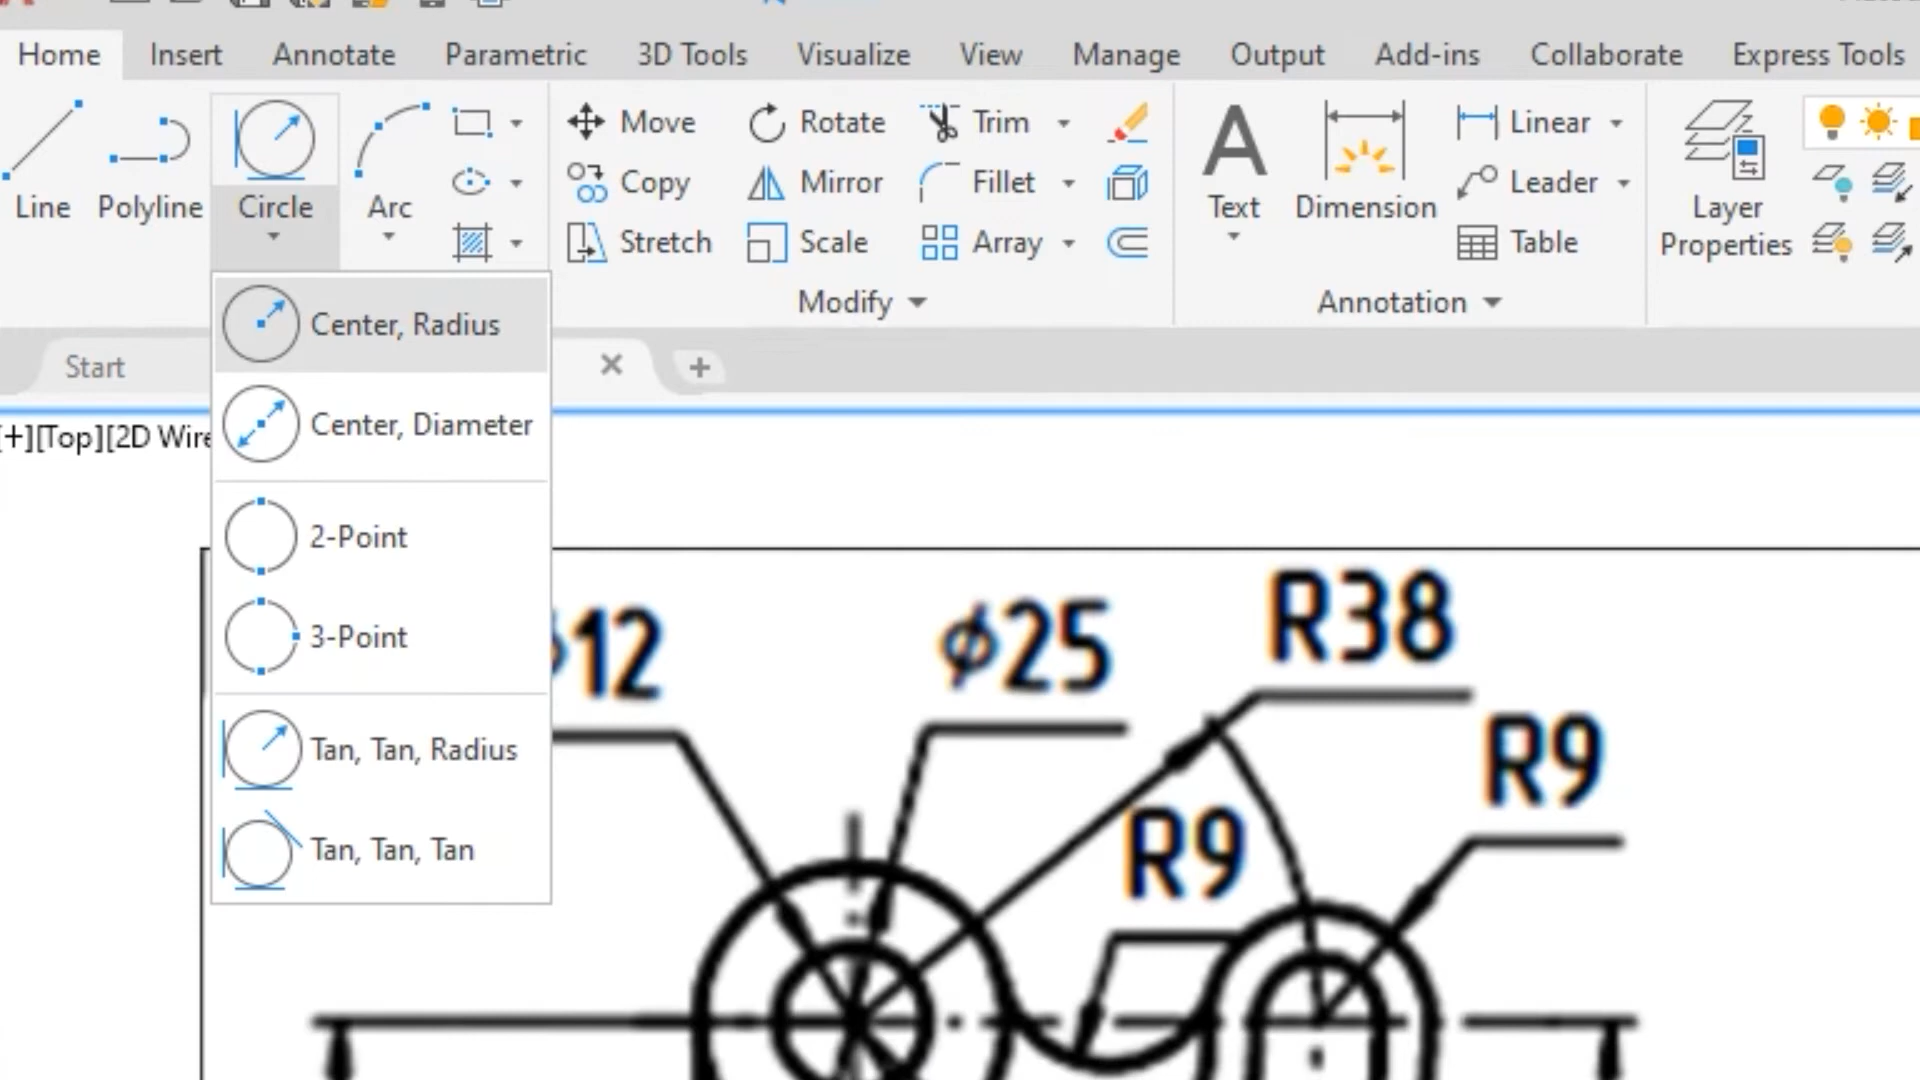 Home Insert Annotate Parametric 3D Tools Visualize View Manage Output Add-ins Collaborate Express Tools
Line Polyline Circle Arc
Move Rotate Trim
Copy Mirror Fillet
Stretch Scale Array
Modify
Text Dimension
Linear
Leader
Table
Annotation
Layer
Properties
Start
[+][Top][2D Wire
Center, Radius
Center, Diameter
2-Point
3-Point
Tan, Tan, Radius
Tan, Tan, Tan
ϕ12
ϕ25
R38
R9
R9